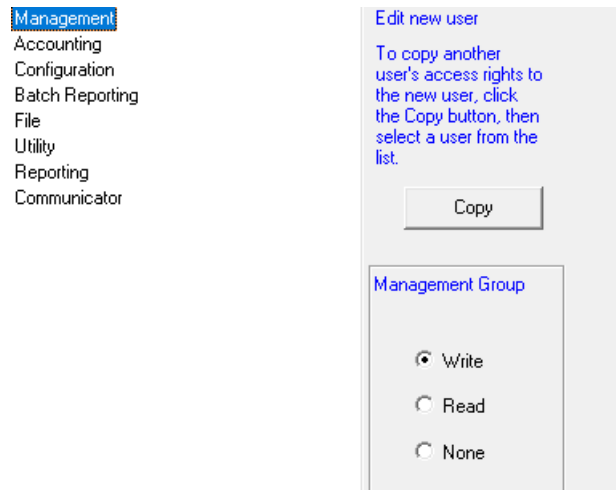 Management
Accounting
Configuration
Batch Reporting
File
Utility
Reporting
Communicator
Edit new user
To copy another
user's access rights to
the new user, click
the Copy button, then
select a user from the
list.
Copy
Management Group
Write
Read
None